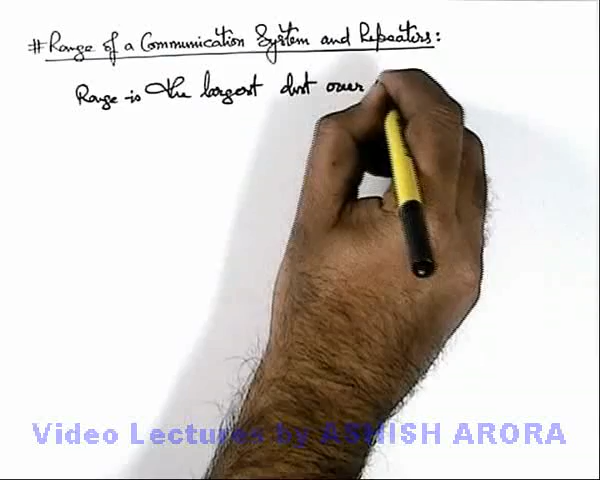 # Range of a Communication System and Repeaters:
Range is the largest dist over
Video Lectures by ASHISH ARORA